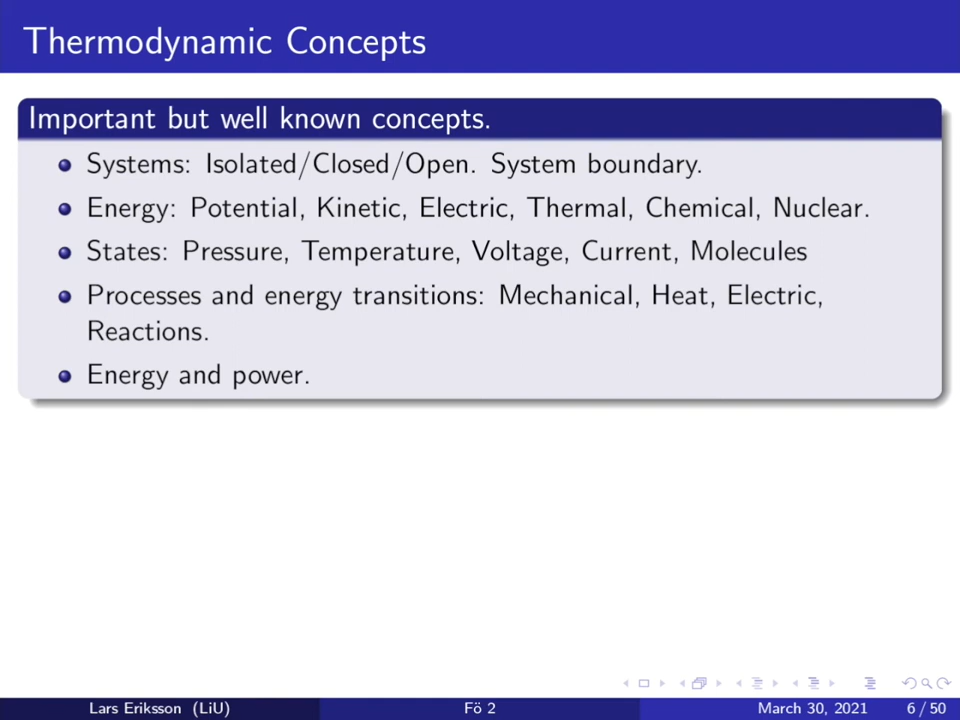 Thermodynamic Concepts
Important but well known concepts.
Systems: Isolated/Closed/Open. System boundary.
Energy: Potential, Kinetic, Electric, Thermal, Chemical, Nuclear.
States: Pressure, Temperature, Voltage, Current, Molecules
Processes and energy transitions: Mechanical, Heat, Electric,
Reactions.
Energy and power.
Lars Eriksson (LiU) Fö 2 March 30, 2021 6 / 50